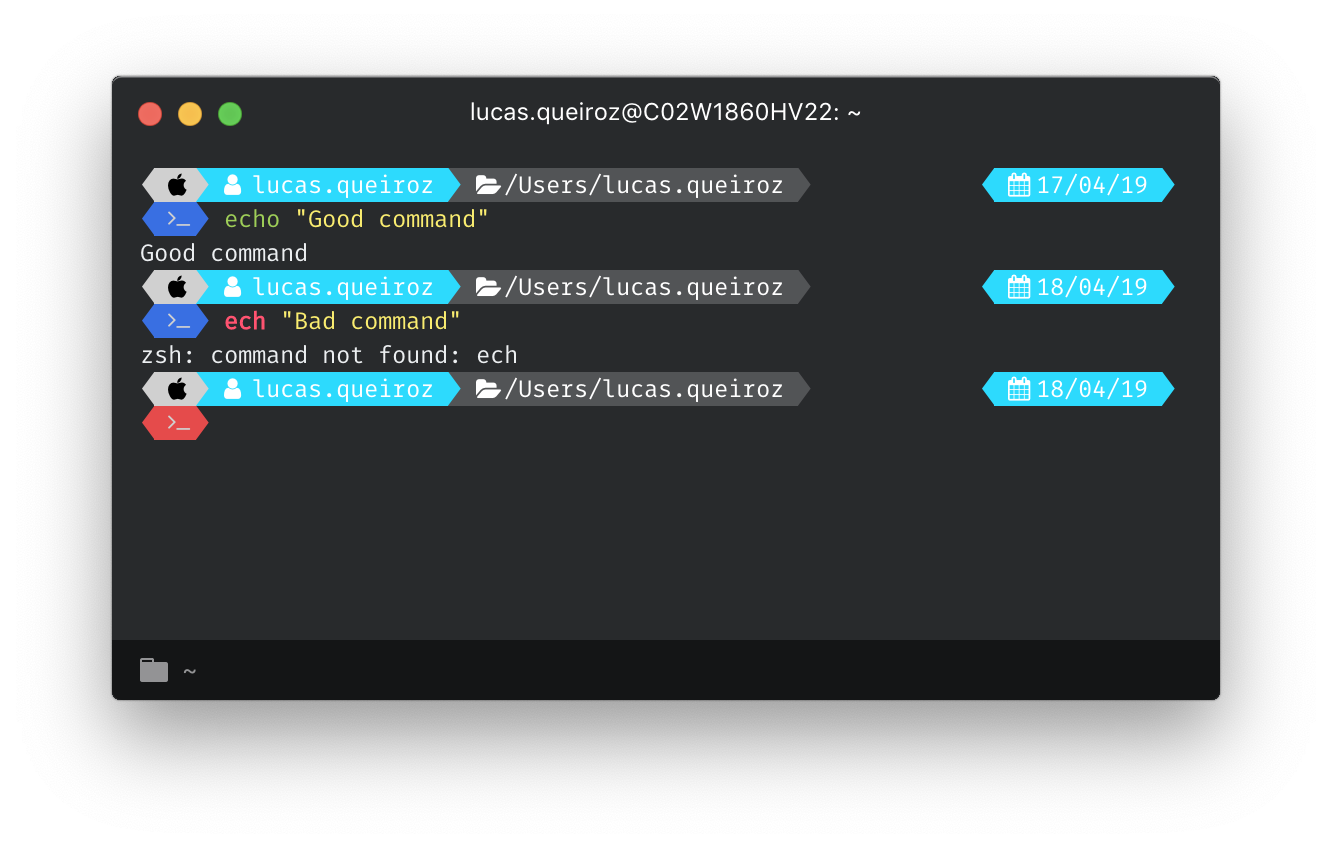 lucas.queiroz@C02W1860HV22: ~
lucas.queiroz /Users/lucas.queiroz 17/04/19
>_ echo "Good command"
Good command
lucas.queiroz /Users/lucas.queiroz 18/04/19
>_ ech "Bad command"
zsh: command not found: ech
lucas.queiroz /Users/lucas.queiroz 18/04/19
>_
~